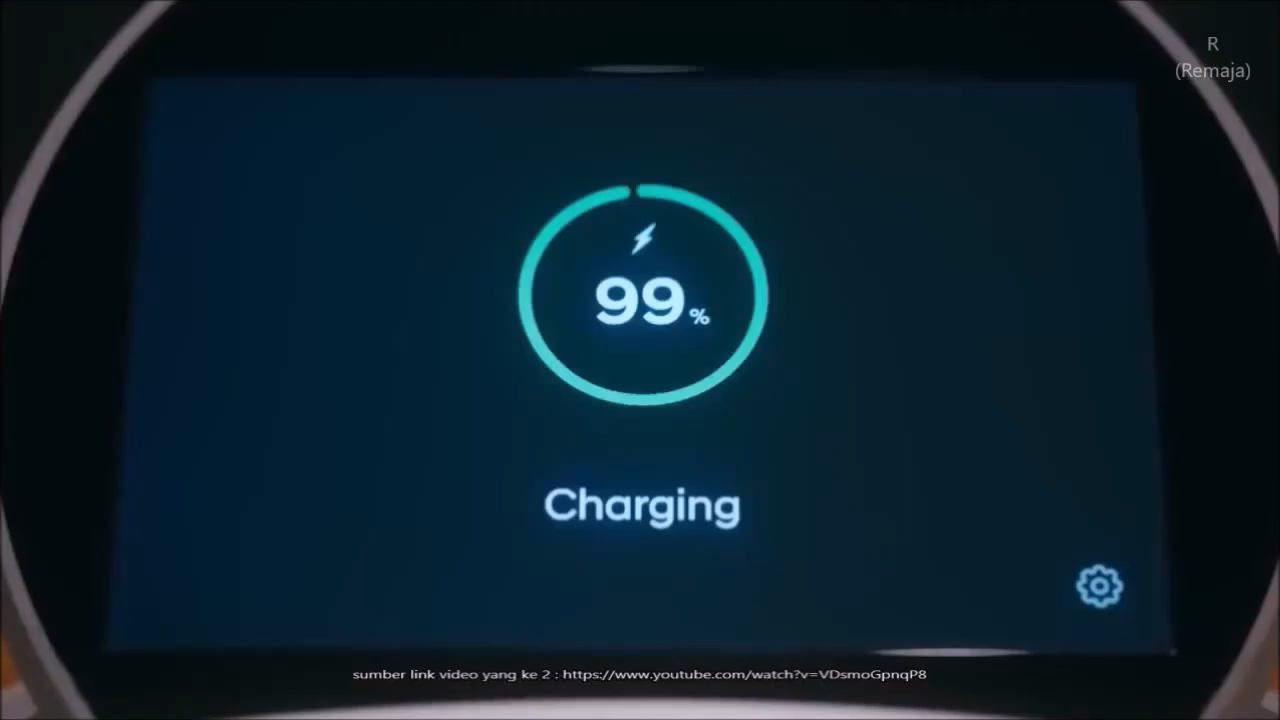 R
(Remaja)
99%
Charging
sumber link video yang ke 2 : https://www.youtube.com/watch?v=VDsmoGpnqP8